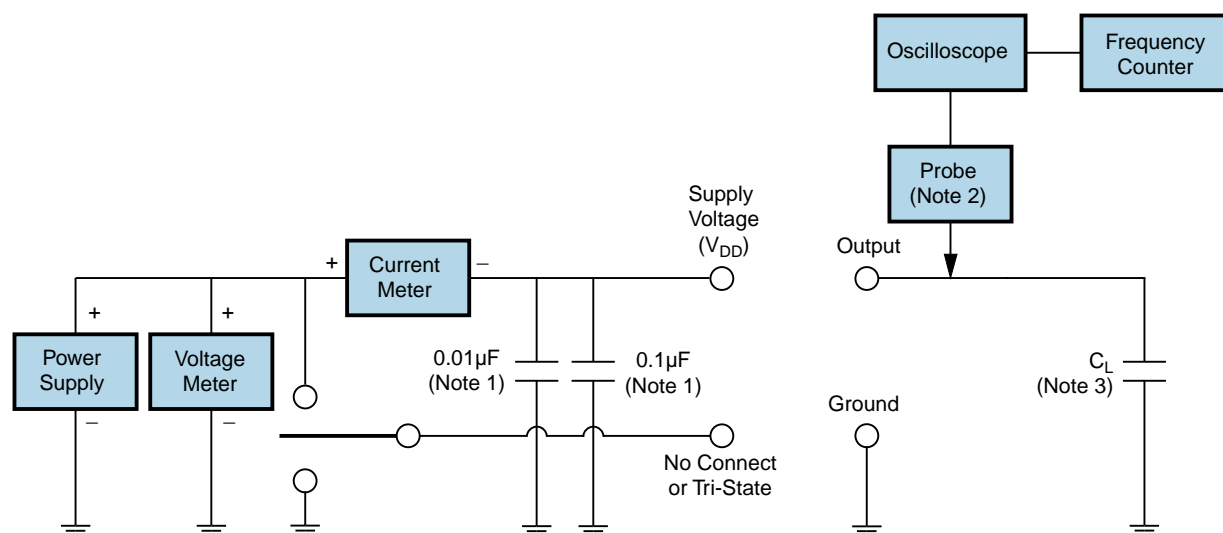 Oscilloscope
Frequency
Counter
Probe
(Note 2)
Supply
Voltage
(VDD)
Output
+
Current
Meter
–
+
Power
Supply
–
+
Voltage
Meter
–
0.01µF
(Note 1)
0.1µF
(Note 1)
CL
(Note 3)
Ground
No Connect
or Tri-State